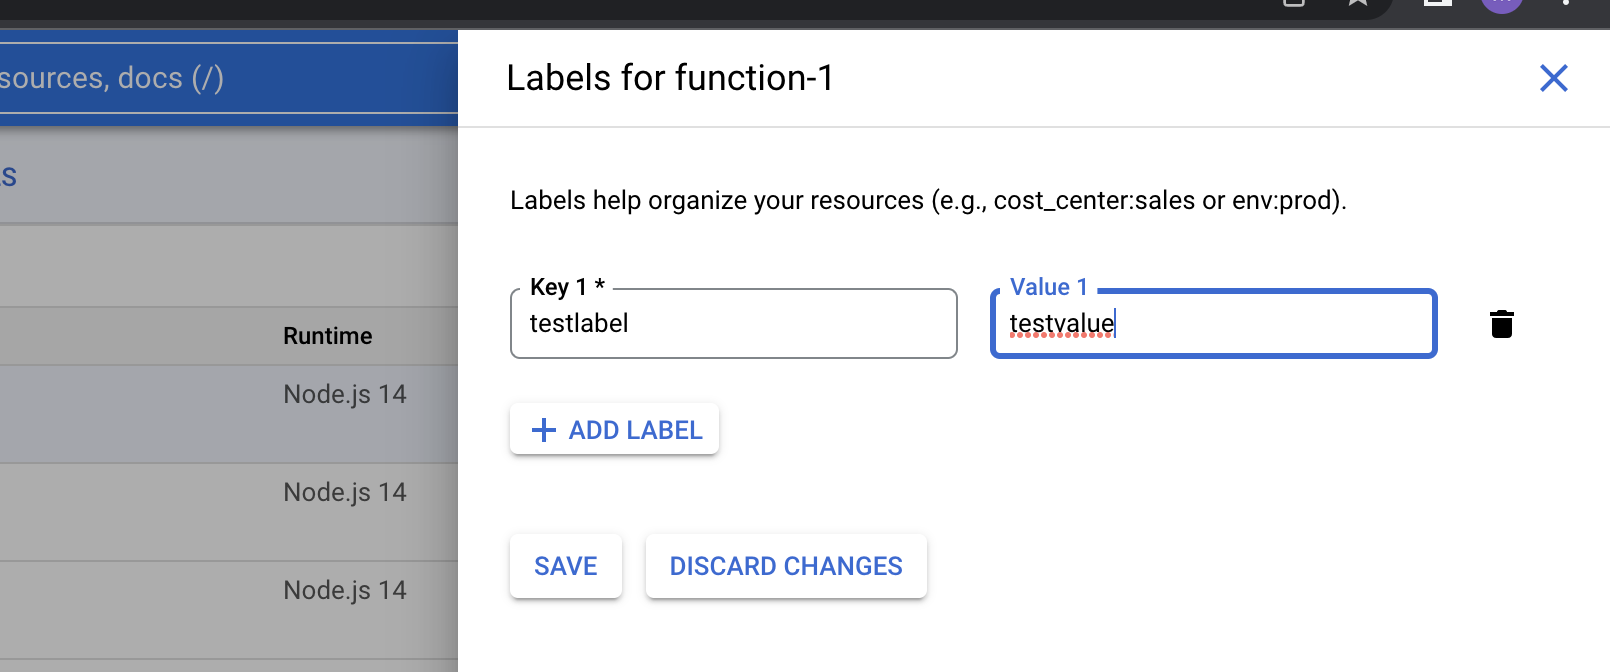 sources, docs (/)
Labels for function-1
S
Labels help organize your resources (e.g., cost_center:sales or env:prod).
Key 1 *
testlabel
Value 1
testvalue
Runtime
Node.js 14
ADD LABEL
Node.js 14
SAVE
DISCARD CHANGES
Node.js 14